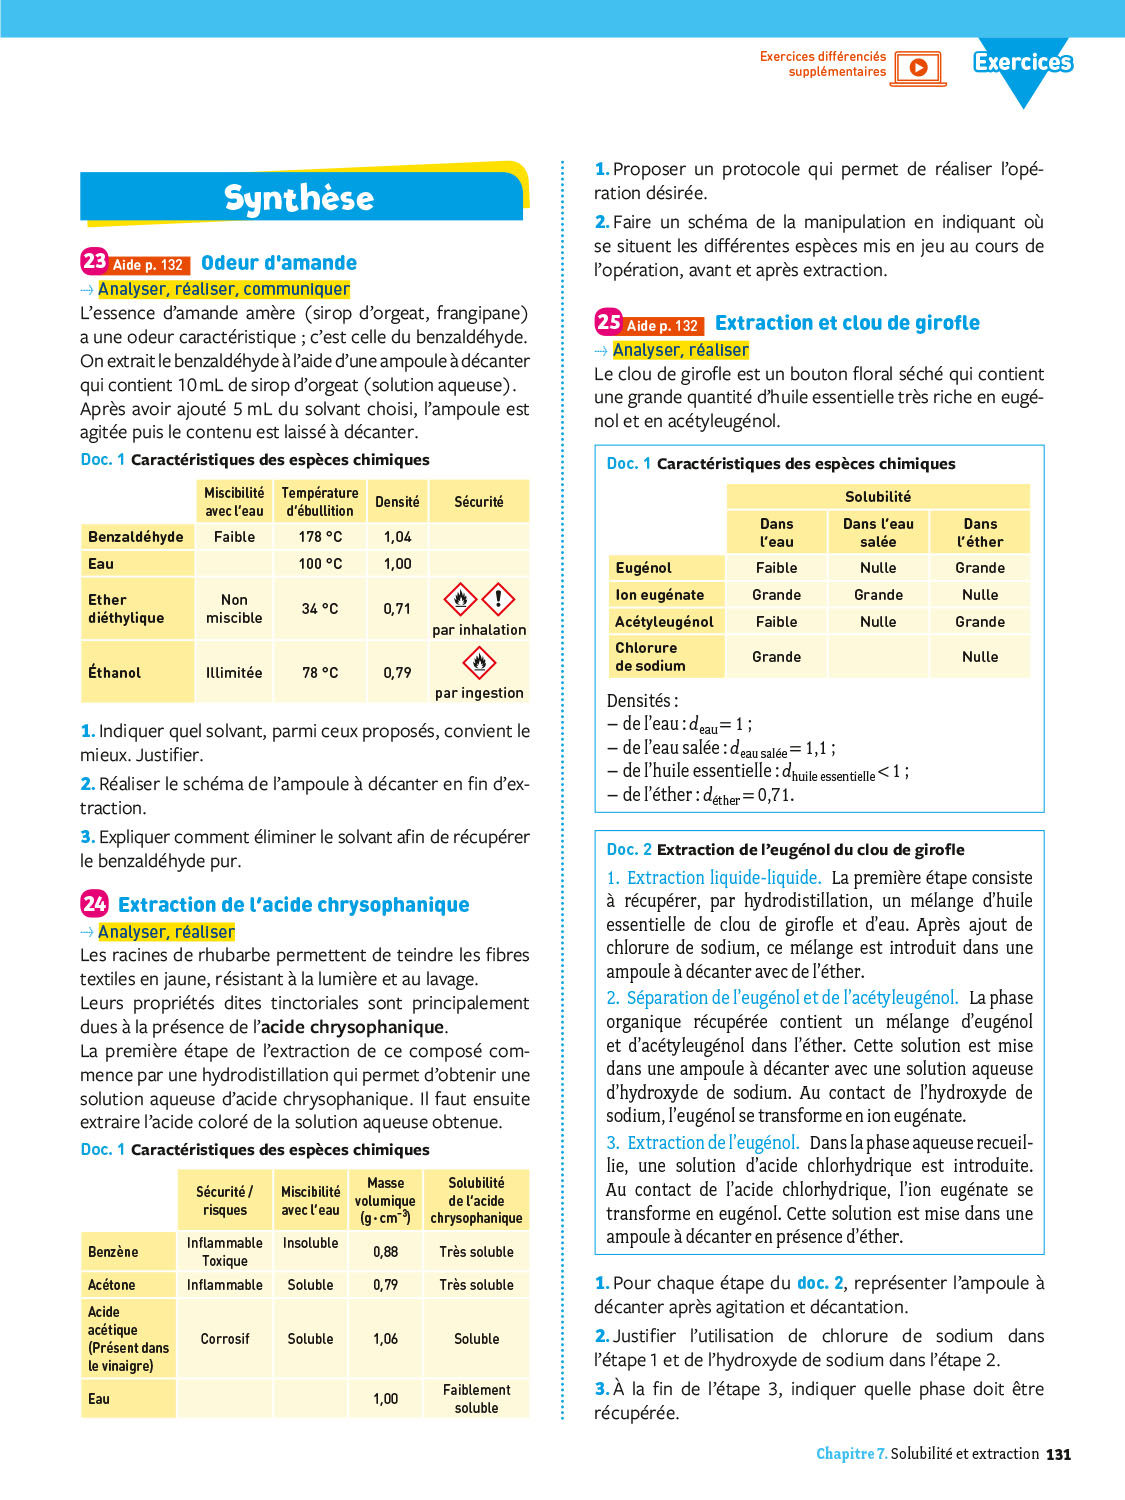 Exercices différenciés
supplémentaires
Exercices
Synthèse
23 Aide p. 132 Odeur d'amande
→ Analyser, réaliser, communiquer
L'essence d'amande amère (sirop d'orgeat, frangipane)
a une odeur caractéristique ; c'est celle du benzaldéhyde.
On extrait le benzaldéhyde à l'aide d'une ampoule à décanter
qui contient 10 mL de sirop d'orgeat (solution aqueuse).
Après avoir ajouté 5 mL du solvant choisi, l'ampoule est
agitée puis le contenu est laissé à décanter.
Doc. 1 Caractéristiques des espèces chimiques
Miscibilité avec l'eau Température d'ébullition Densité Sécurité
Benzaldéhyde Faible 178 °C 1,04
Eau 100 °C 1,00
Ether diéthylique Non miscible 34 °C 0,71 par inhalation
Éthanol Illimitée 78 °C 0,79 par ingestion
1. Indiquer quel solvant, parmi ceux proposés, convient le
mieux. Justifier.
2. Réaliser le schéma de l'ampoule à décanter en fin d'ex-
traction.
3. Expliquer comment éliminer le solvant afin de récupérer
le benzaldéhyde pur.
24 Extraction de l'acide chrysophanique
→ Analyser, réaliser
Les racines de rhubarbe permettent de teindre les fibres
textiles en jaune, résistant à la lumière et au lavage.
Leurs propriétés dites tinctoriales sont principalement
dues à la présence de l'acide chrysophanique.
La première étape de l'extraction de ce composé com-
mence par une hydrodistillation qui permet d'obtenir une
solution aqueuse d'acide chrysophanique. Il faut ensuite
extraire l'acide coloré de la solution aqueuse obtenue.
Doc. 1 Caractéristiques des espèces chimiques
Sécurité / risques Miscibilité avec l'eau Masse volumique (g·cm⁻³) Solubilité de l'acide chrysophanique
Benzène Inflammable Toxique Insoluble 0,88 Très soluble
Acétone Inflammable Soluble 0,79 Très soluble
Acide acétique (Présent dans le vinaigre) Corrosif Soluble 1,06 Soluble
Eau 1,00 Faiblement soluble
1. Proposer un protocole qui permet de réaliser l'opé-
ration désirée.
2. Faire un schéma de la manipulation en indiquant où
se situent les différentes espèces mis en jeu au cours de
l'opération, avant et après extraction.
25 Aide p. 132 Extraction et clou de girofle
→ Analyser, réaliser
Le clou de girofle est un bouton floral séché qui contient
une grande quantité d'huile essentielle très riche en eugé-
nol et en acétyleugénol.
Doc. 1 Caractéristiques des espèces chimiques
Solubilité
Dans l'eau Dans l'eau salée Dans l'éther
Eugénol Faible Nulle Grande
Ion eugénate Grande Grande Nulle
Acétyleugénol Faible Nulle Grande
Chlorure de sodium Grande Nulle
Densités :
– de l'eau : d eau = 1 ;
– de l'eau salée : d eau salée = 1,1 ;
– de l'huile essentielle : d huile essentielle < 1 ;
– de l'éther : d éther = 0,71.
Doc. 2 Extraction de l'eugénol du clou de girofle
1. Extraction liquide-liquide. La première étape consiste
à récupérer, par hydrodistillation, un mélange d'huile
essentielle de clou de girofle et d'eau. Après ajout de
chlorure de sodium, ce mélange est introduit dans une
ampoule à décanter avec de l'éther.
2. Séparation de l'eugénol et de l'acétyleugénol. La phase
organique récupérée contient un mélange d'eugénol
et d'acétyleugénol dans l'éther. Cette solution est mise
dans une ampoule à décanter avec une solution aqueuse
d'hydroxyde de sodium. Au contact de l'hydroxyde de
sodium, l'eugénol se transforme en ion eugénate.
3. Extraction de l'eugénol. Dans la phase aqueuse recueil-
lie, une solution d'acide chlorhydrique est introduite.
Au contact de l'acide chlorhydrique, l'ion eugénate se
transforme en eugénol. Cette solution est mise dans une
ampoule à décanter en présence d'éther.
1. Pour chaque étape du doc. 2, représenter l'ampoule à
décanter après agitation et décantation.
2. Justifier l'utilisation de chlorure de sodium dans
l'étape 1 et de l'hydroxyde de sodium dans l'étape 2.
3. À la fin de l'étape 3, indiquer quelle phase doit être
récupérée.
Chapitre 7. Solubilité et extraction 131